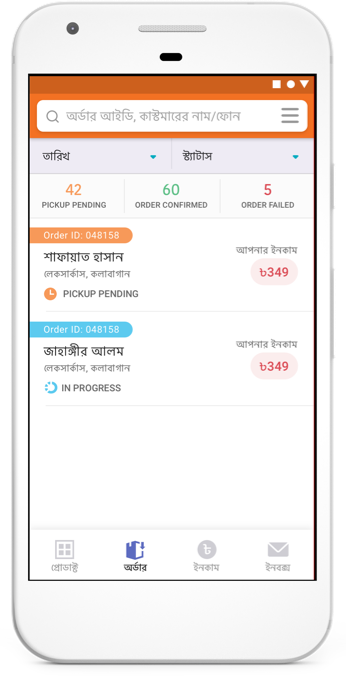 অর্ডার আইডি, কাস্টমারের নাম/ফোন
তারিখ
স্ট্যাটাস
42
PICKUP PENDING
60
ORDER CONFIRMED
5
ORDER FAILED
Order ID: 048158
শাফায়াত হাসান
লেকসার্কাস, কলাবাগান
PICKUP PENDING
আপনার ইনকাম
৳349
Order ID: 048158
জাহাঙ্গীর আলম
লেকসার্কাস, কলাবাগান
IN PROGRESS
আপনার ইনকাম
৳349
প্রোডাক্ট
অর্ডার
ইনকাম
ইনবক্স